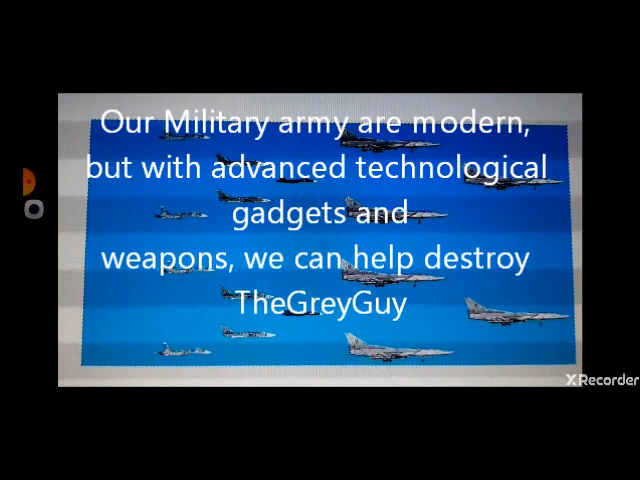 Our Military army are modern,
but with advanced technological
gadgets and
weapons, we can help destroy
TheGreyGuy
XRecorder